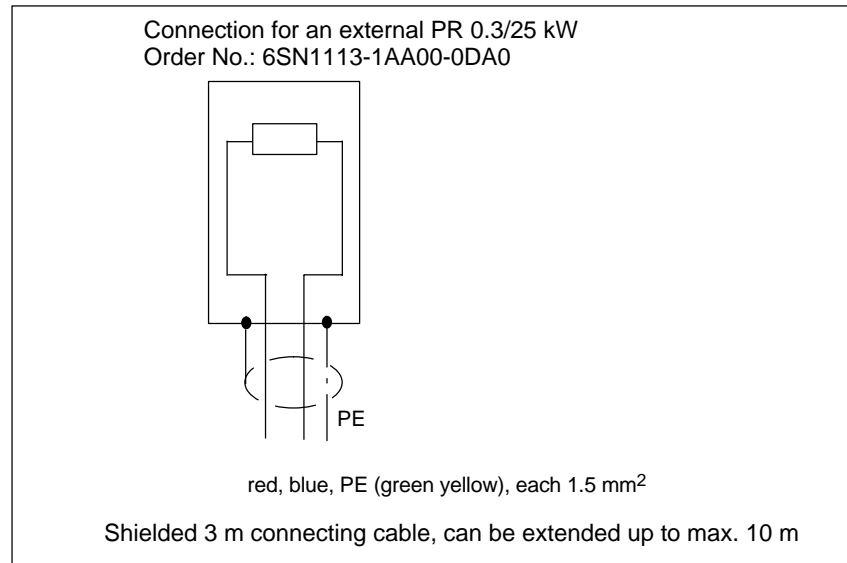 Connection for an external PR 0.3/25 kW
Order No.: 6SN1113-1AA00-0DA0
PE
red, blue, PE (green yellow), each 1.5 mm²
Shielded 3 m connecting cable, can be extended up to max. 10 m